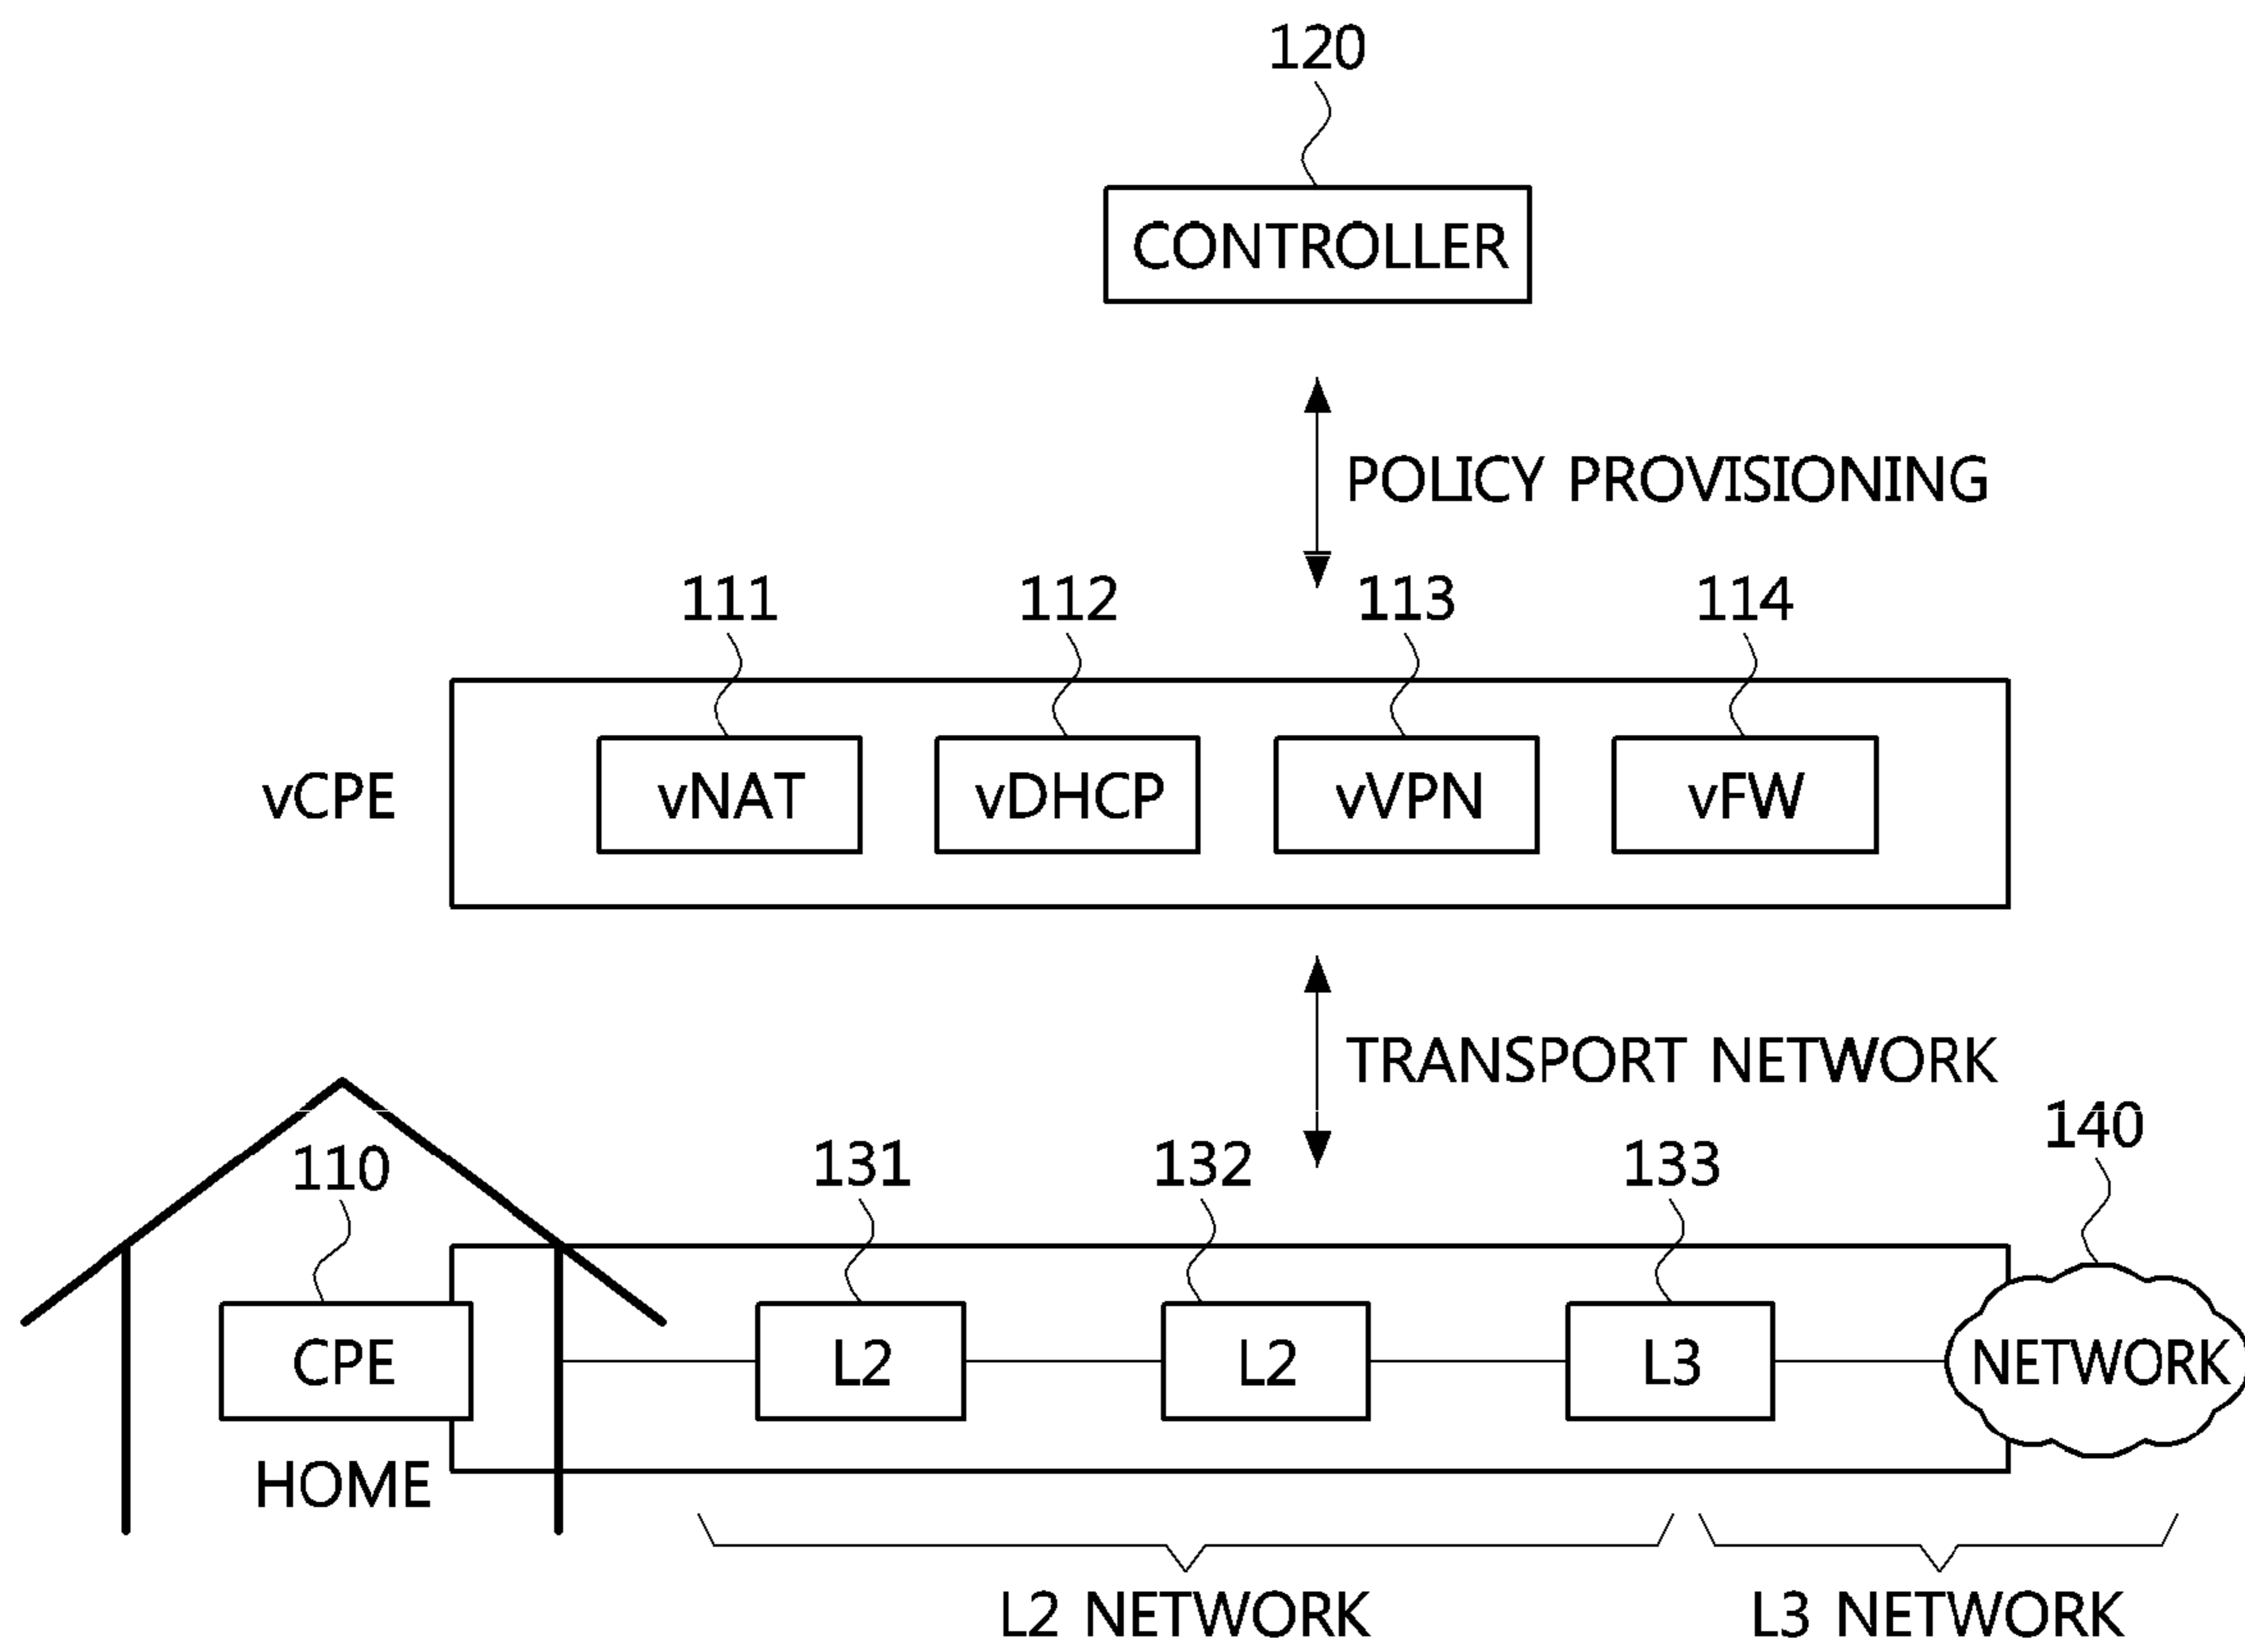 120
CONTROLLER
POLICY PROVISIONING
111 112 113 114
vCPE vNAT vDHCP vVPN vFW
TRANSPORT NETWORK
140
110 131 132 133
CPE L2 L2 L3 NETWORK
HOME
L2 NETWORK L3 NETWORK